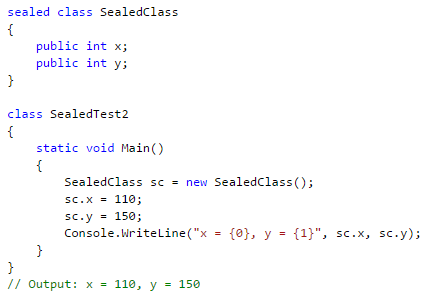 sealed class SealedClass
{
    public int x;
    public int y;
}

class SealedTest2
{
    static void Main()
    {
        SealedClass sc = new SealedClass();
        sc.x = 110;
        sc.y = 150;
        Console.WriteLine("x = {0}, y = {1}", sc.x, sc.y);
    }
}
// Output: x = 110, y = 150